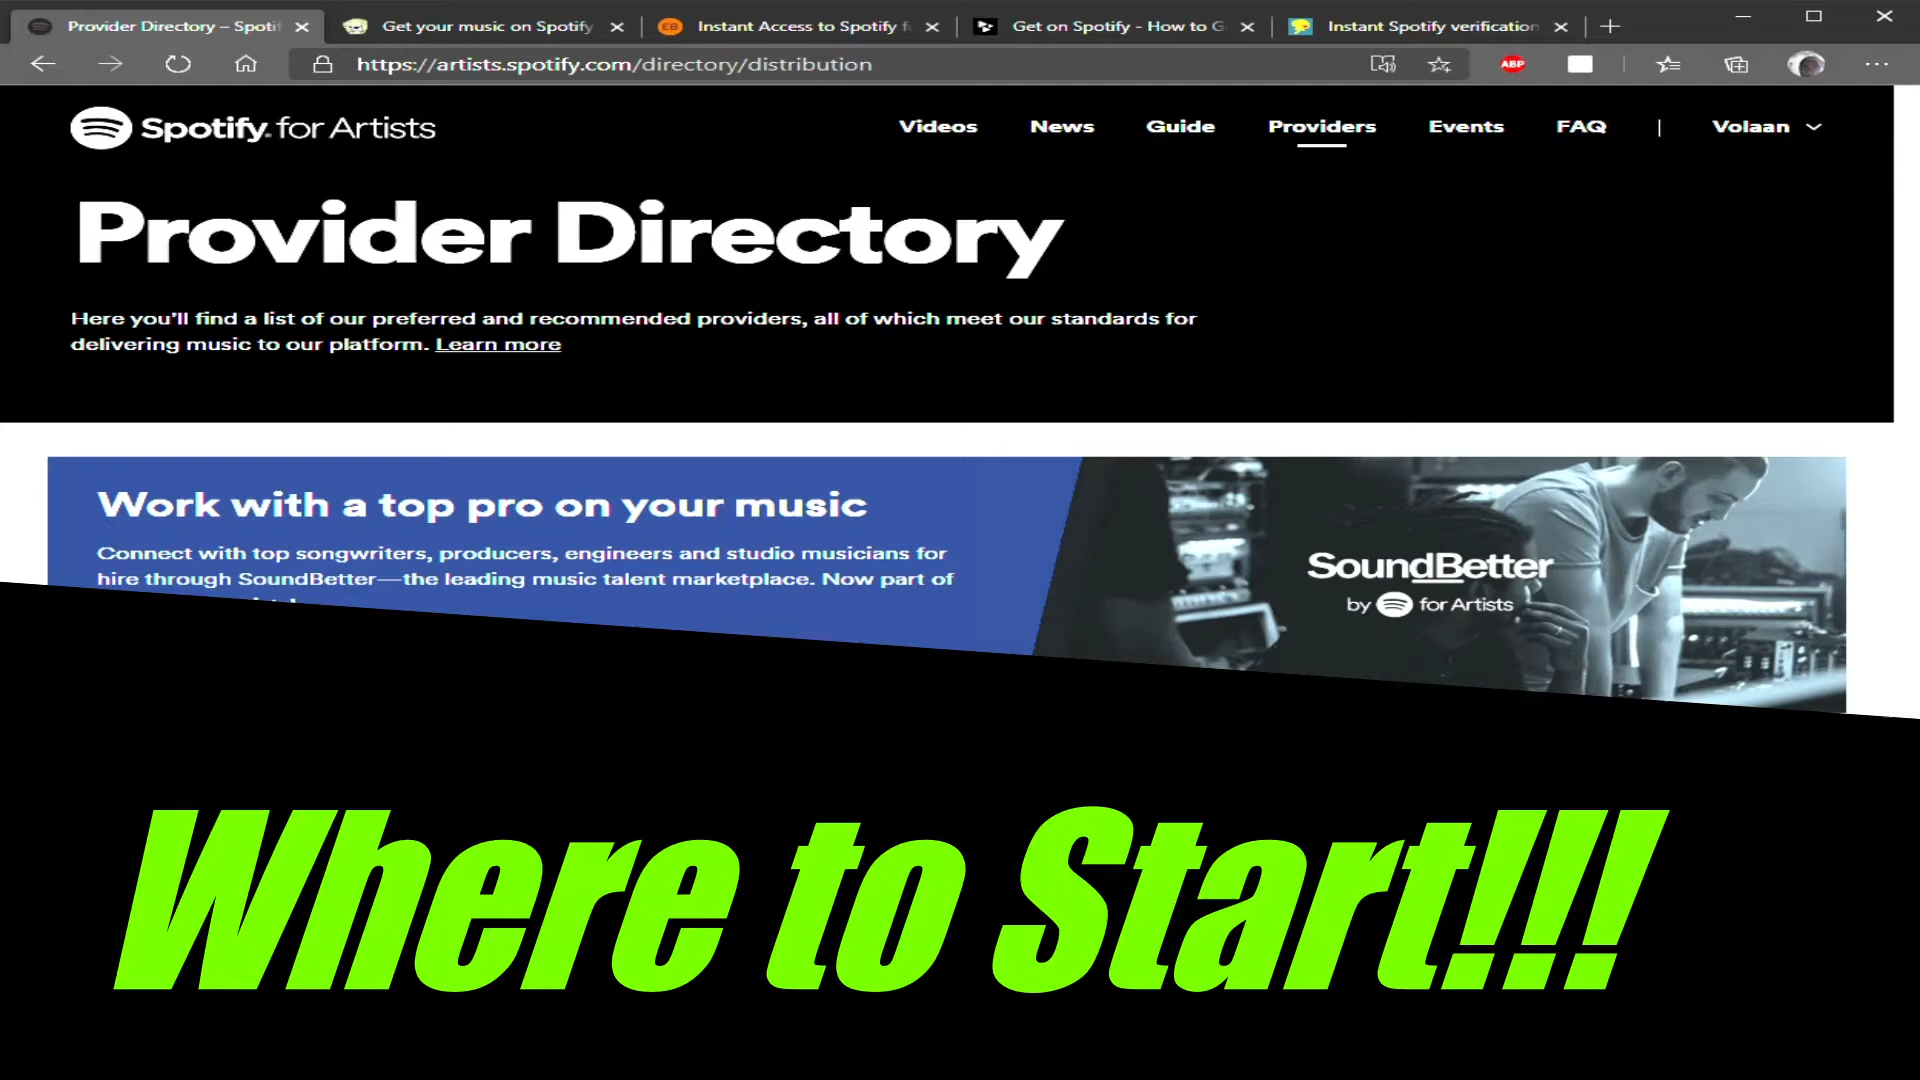 Provider Directory – Spoti
Get your music on Spotify
EB Instant Access to Spotify f
Get on Spotify - How to G
Instant Spotify verification
https://artists.spotify.com/directory/distribution
ABP
Spotify for Artists
Videos News Guide Providers Events FAQ | Volaan
Provider Directory
Here you'll find a list of our preferred and recommended providers, all of which meet our standards for
delivering music to our platform. Learn more
Work with a top pro on your music
Connect with top songwriters, producers, engineers and studio musicians for
hire through SoundBetter—the leading music talent marketplace. Now part of
SoundBetter
by for Artists
Where to Start!!!